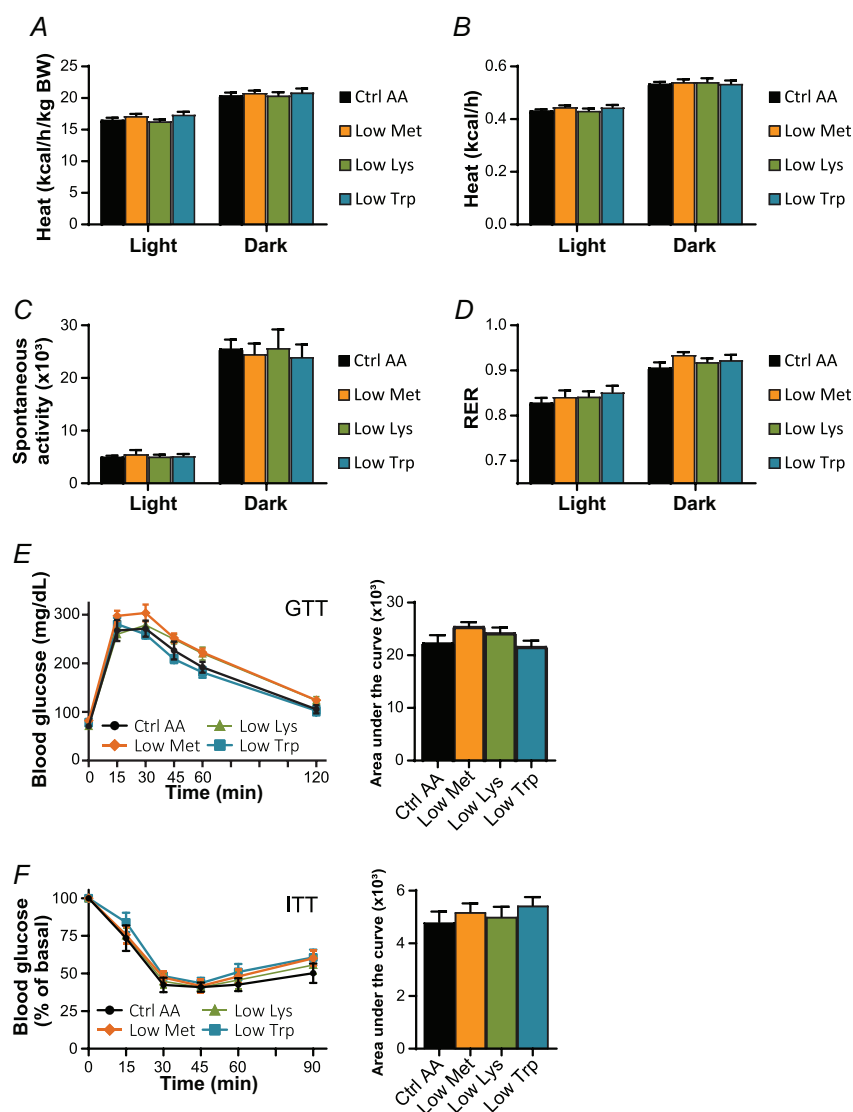 A
Heat (kcal/h/kg BW)
25
20
15
10
5
0
Light
Dark
Ctrl AA
Low Met
Low Lys
Low Trp
B
Heat (kcal/h)
0.6
0.4
0.2
0.0
Light
Dark
Ctrl AA
Low Met
Low Lys
Low Trp
C
Spontaneous
activity (x10³)
30
20
10
0
Light
Dark
Ctrl AA
Low Met
Low Lys
Low Trp
D
RER
1.0
0.9
0.8
0.7
Light
Dark
Ctrl AA
Low Met
Low Lys
Low Trp
E
Blood glucose (mg/dL)
300
200
100
0
GTT
Ctrl AA
Low Lys
Low Met
Low Trp
0 15 30 45 60 120
Time (min)
Area under the curve (x10³)
30
20
10
0
Ctrl AA
Low Met
Low Lys
Low Trp
F
Blood glucose
(% of basal)
100
75
50
25
0
ITT
Ctrl AA
Low Lys
Low Met
Low Trp
0 15 30 45 60 90
Time (min)
Area under the curve (x10³)
6
4
2
0
Ctrl AA
Low Met
Low Lys
Low Trp